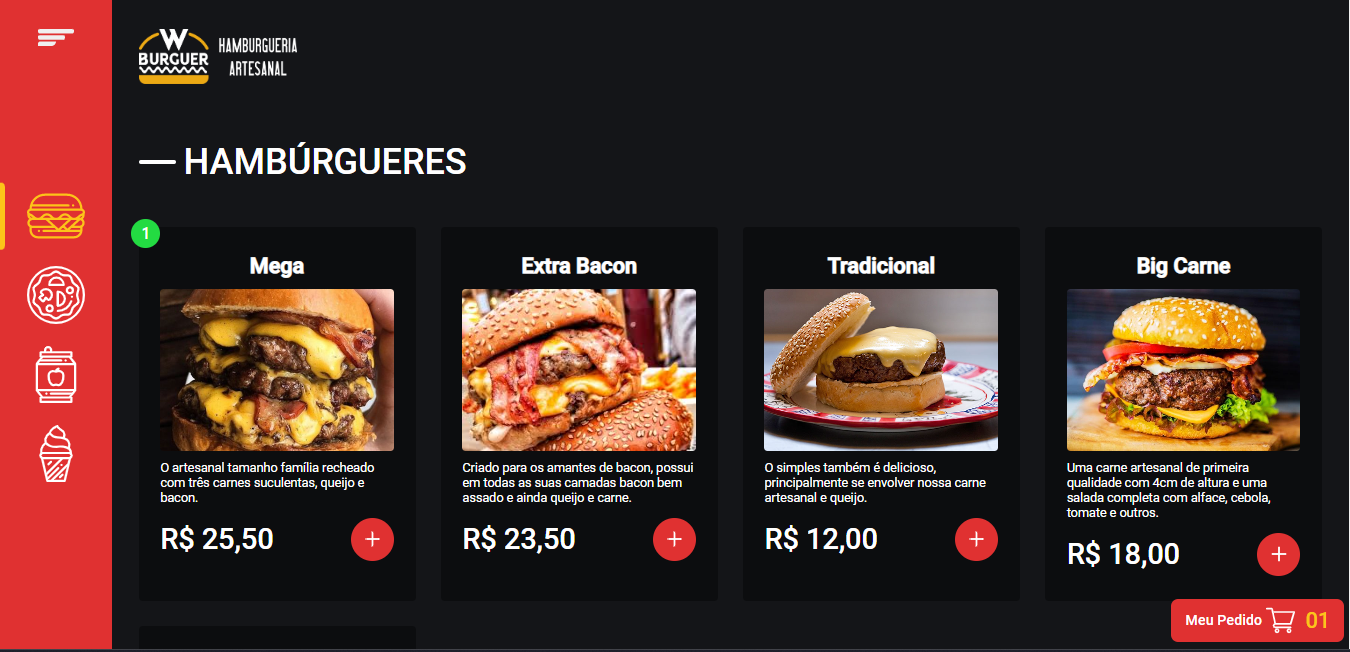 W
BURGUER
HAMBURGUERIA
ARTESANAL
HAMBÚRGUERES
1
Mega
O artesanal tamanho família recheado
com três carnes suculentas, queijo e
bacon.
R$ 25,50
+
Extra Bacon
Criado para os amantes de bacon, possui
em todas as suas camadas bacon bem
assado e ainda queijo e carne.
R$ 23,50
+
Tradicional
O simples também é delicioso,
principalmente se envolver nossa carne
artesanal e queijo.
R$ 12,00
+
Big Carne
Uma carne artesanal de primeira
qualidade com 4cm de altura e uma
salada completa com alface, cebola,
tomate e outros.
R$ 18,00
+
Meu Pedido 01